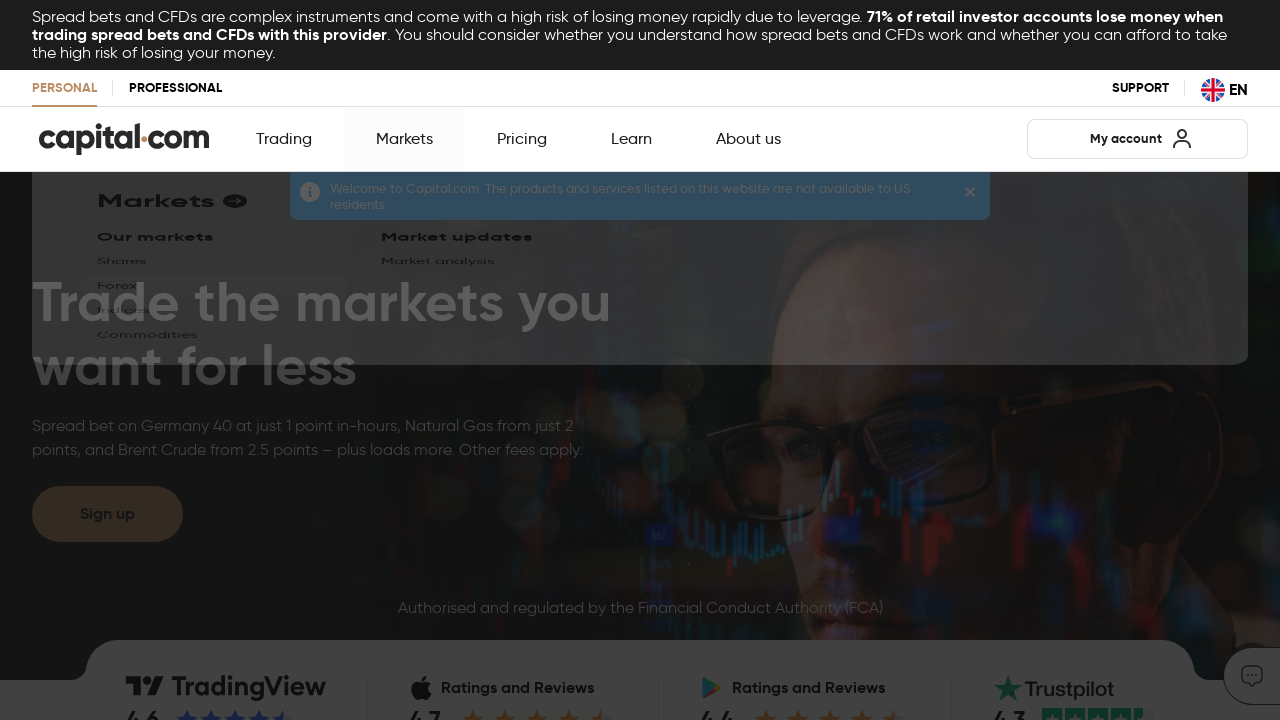 Spread bets and CFDs are complex instruments and come with a high risk of losing money rapidly due to leverage. 71% of retail investor accounts lose money when
trading spread bets and CFDs with this provider. You should consider whether you understand how spread bets and CFDs work and whether you can afford to take
the high risk of losing your money.
PERSONAL
PROFESSIONAL
SUPPORT
EN
capital.com
Trading
Markets
Pricing
Learn
About us
My account
Welcome to Capital.com. The products and services listed on this website are not available to US
residents.
Markets
Our markets
Market updates
Shares
Market analysis
Forex
Indices
Commodities
Trade the markets you
want for less
Spread bet on Germany 40 at just 1 point in-hours, Natural Gas from just 2
points, and Brent Crude from 2.5 points – plus loads more. Other fees apply.
Sign up
Authorised and regulated by the Financial Conduct Authority (FCA)
TradingView
Ratings and Reviews
Ratings and Reviews
Trustpilot
4.6
4.7
4.4
4.3